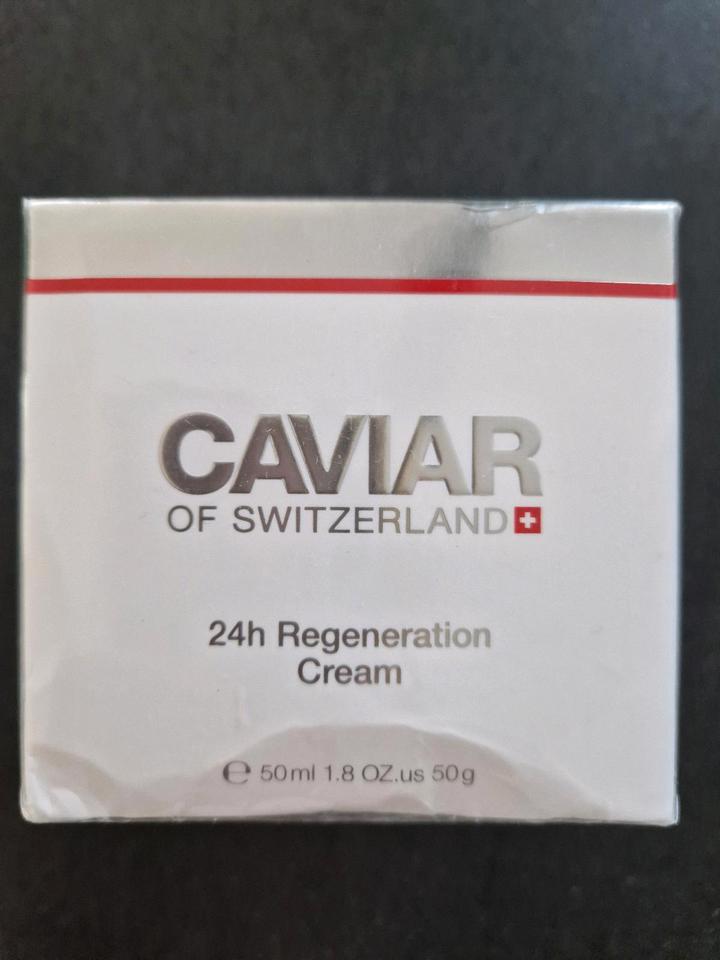 CAVIAR
OF SWITZERLAND
24h Regeneration
Cream
℮ 50ml 1.8 OZ.us 50g